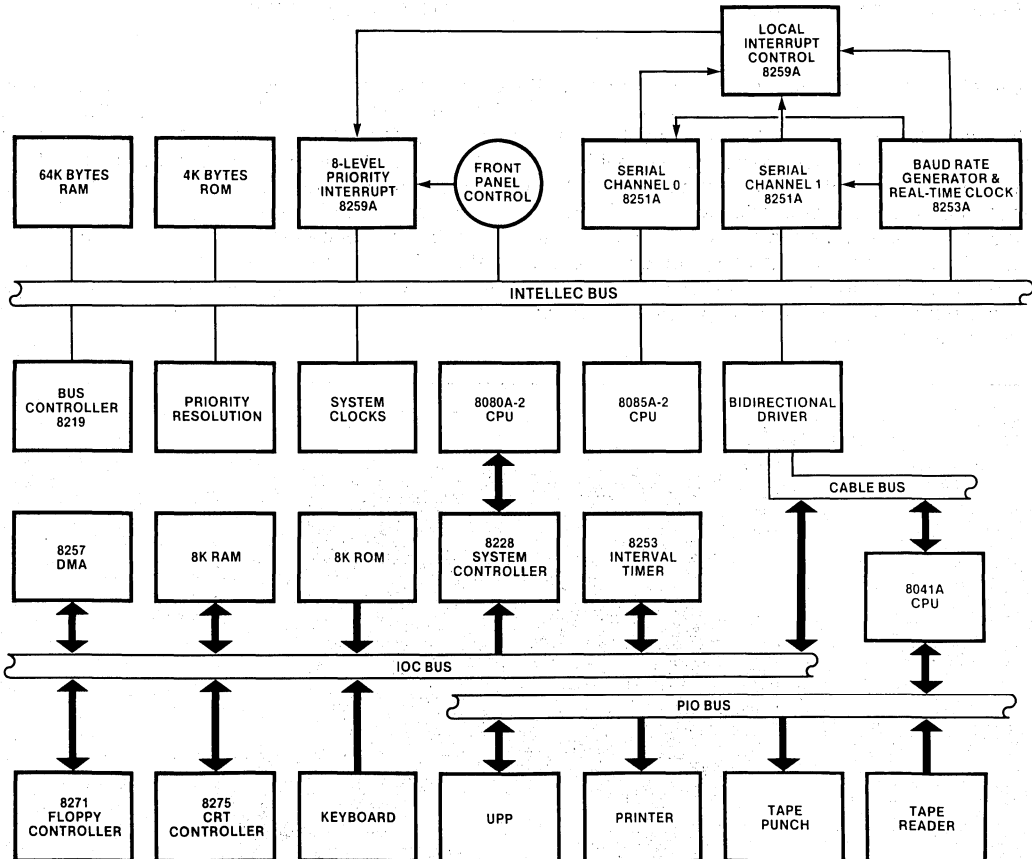 LOCAL
INTERRUPT
CONTROL
8259A
64K BYTES
RAM
4K BYTES
ROM
8-LEVEL
PRIORITY
INTERRUPT
8259A
FRONT
PANEL
CONTROL
SERIAL
CHANNEL 0
8251A
SERIAL
CHANNEL 1
8251A
BAUD RATE
GENERATOR &
REAL-TIME CLOCK
8253A
INTELLEC BUS
BUS
CONTROLLER
8219
PRIORITY
RESOLUTION
SYSTEM
CLOCKS
8080A-2
CPU
8085A-2
CPU
BIDIRECTIONAL
DRIVER
CABLE BUS
8257
DMA
8K RAM
8K ROM
8228
SYSTEM
CONTROLLER
8253
INTERVAL
TIMER
8041A
CPU
IOC BUS
PIO BUS
8271
FLOPPY
CONTROLLER
8275
CRT
CONTROLLER
KEYBOARD
UPP
PRINTER
TAPE
PUNCH
TAPE
READER